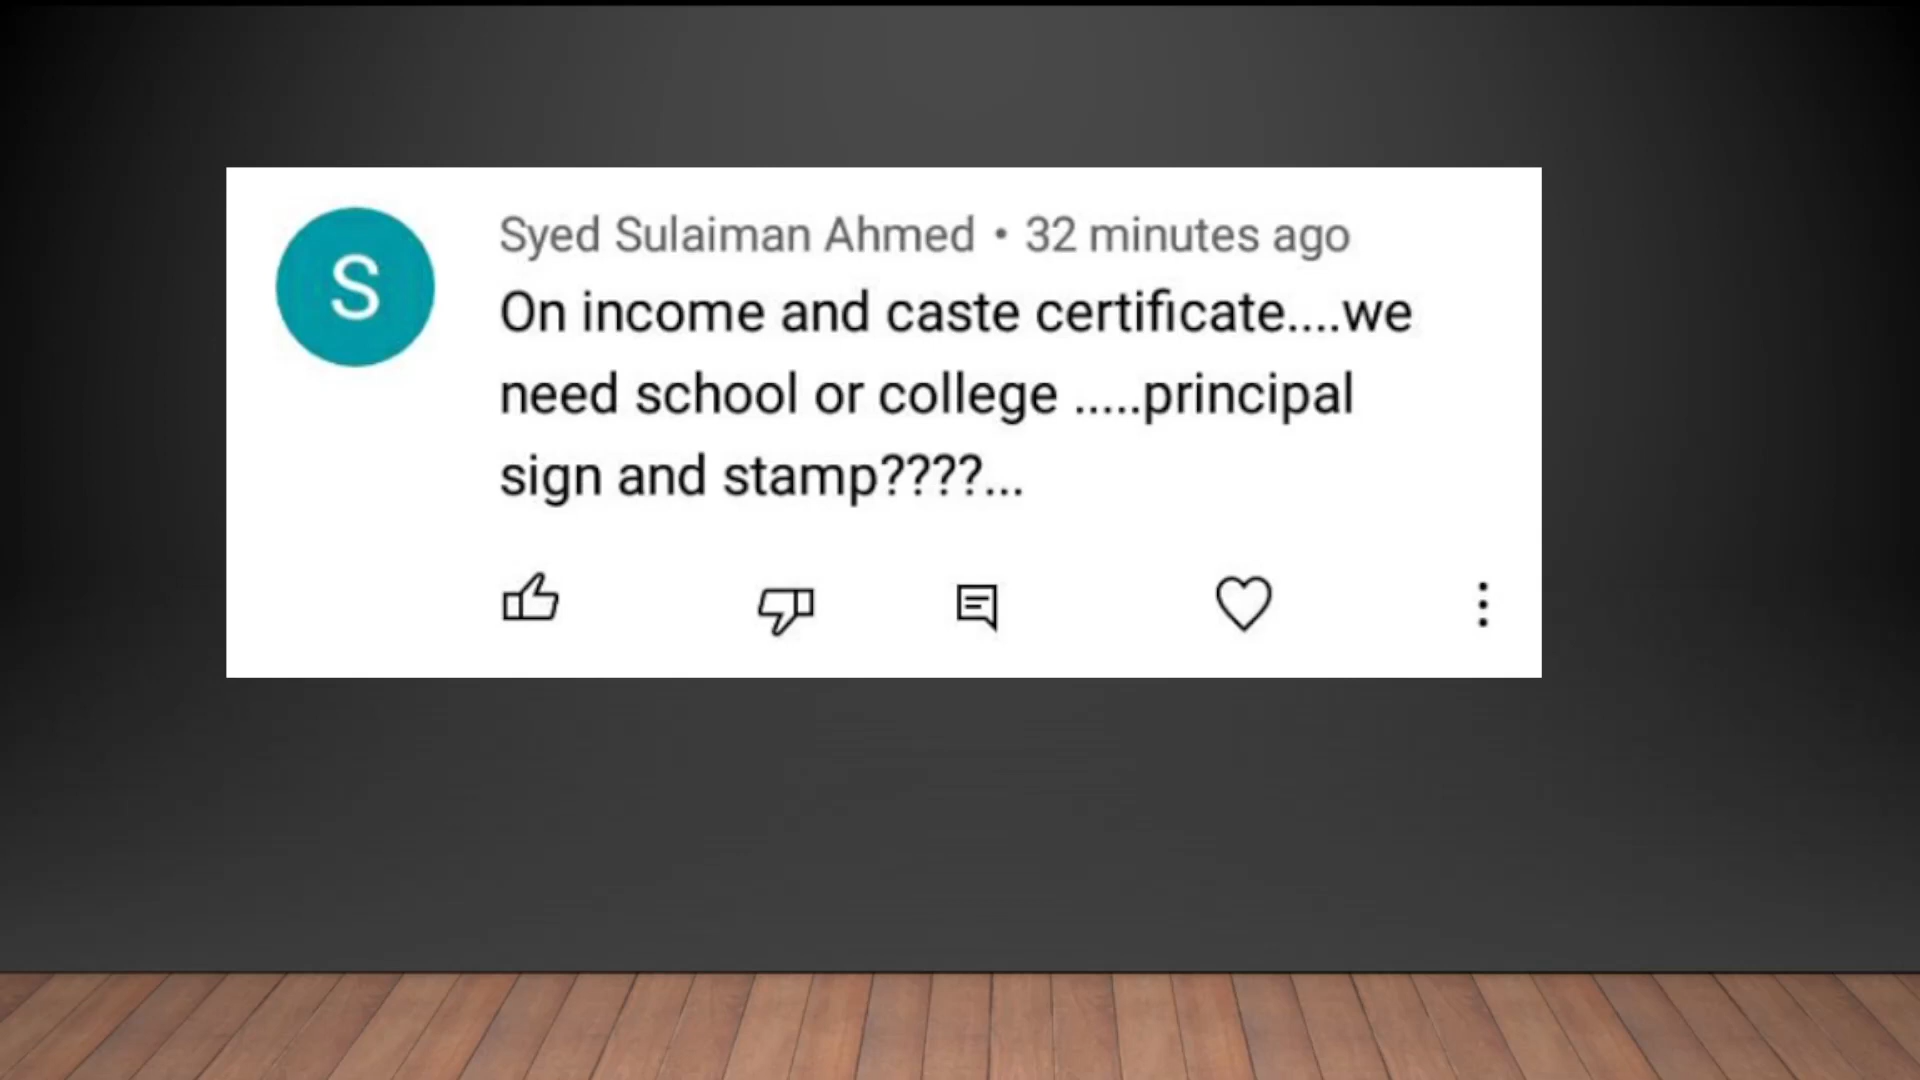 S
Syed Sulaiman Ahmed • 32 minutes ago
On income and caste certificate....we
need school or college .....principal
sign and stamp????...